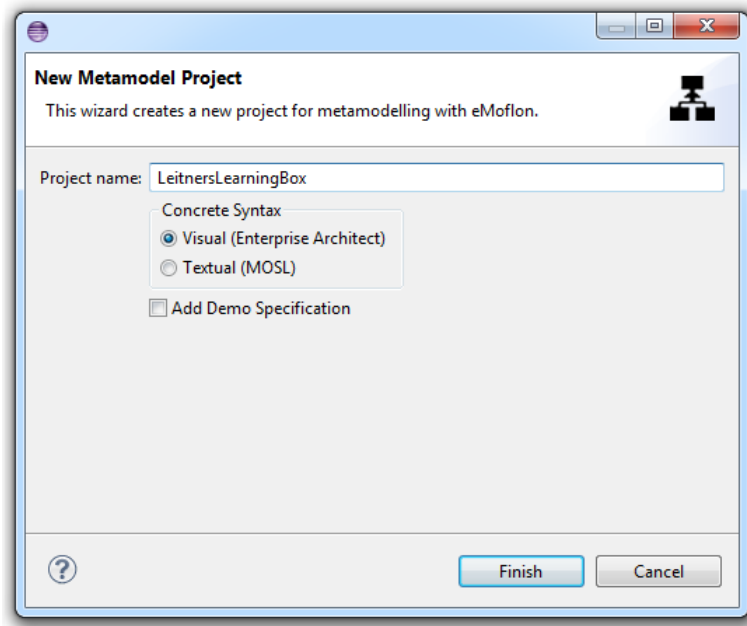 New Metamodel Project
This wizard creates a new project for metamodelling with eMoflon.
Project name: LeitnersLearningBox
Concrete Syntax
Visual (Enterprise Architect)
Textual (MOSL)
Add Demo Specification
? Finish Cancel